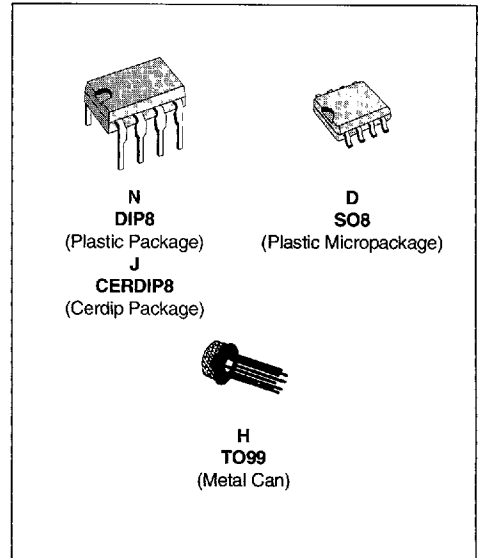 N
DIP8
(Plastic Package)
J
CERDIP8
(Cerdip Package)
D
SO8
(Plastic Micropackage)
H
TO99
(Metal Can)